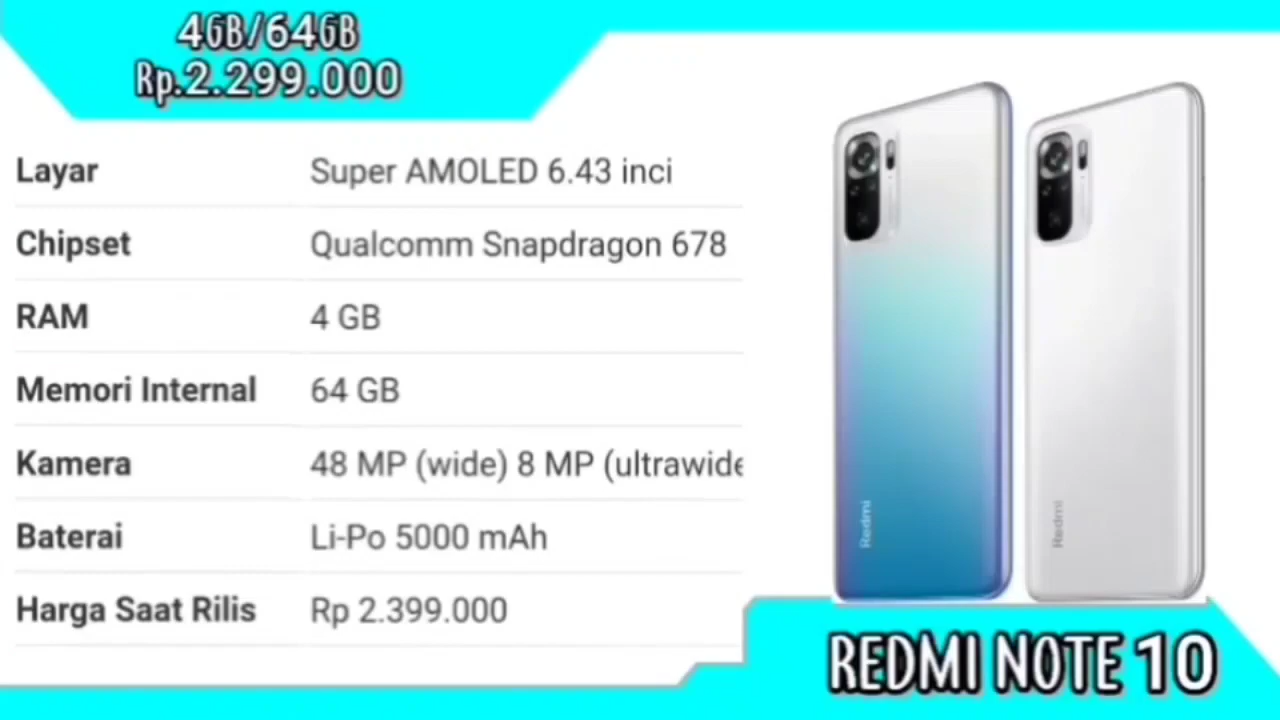 4GB/64GB
Rp.2.299.000
Layar Super AMOLED 6.43 inci
Chipset Qualcomm Snapdragon 678
RAM 4 GB
Memori Internal 64 GB
Kamera 48 MP (wide) 8 MP (ultrawide
Baterai Li-Po 5000 mAh
Harga Saat Rilis Rp 2.399.000
Redmi
Redmi
REDMI NOTE 10